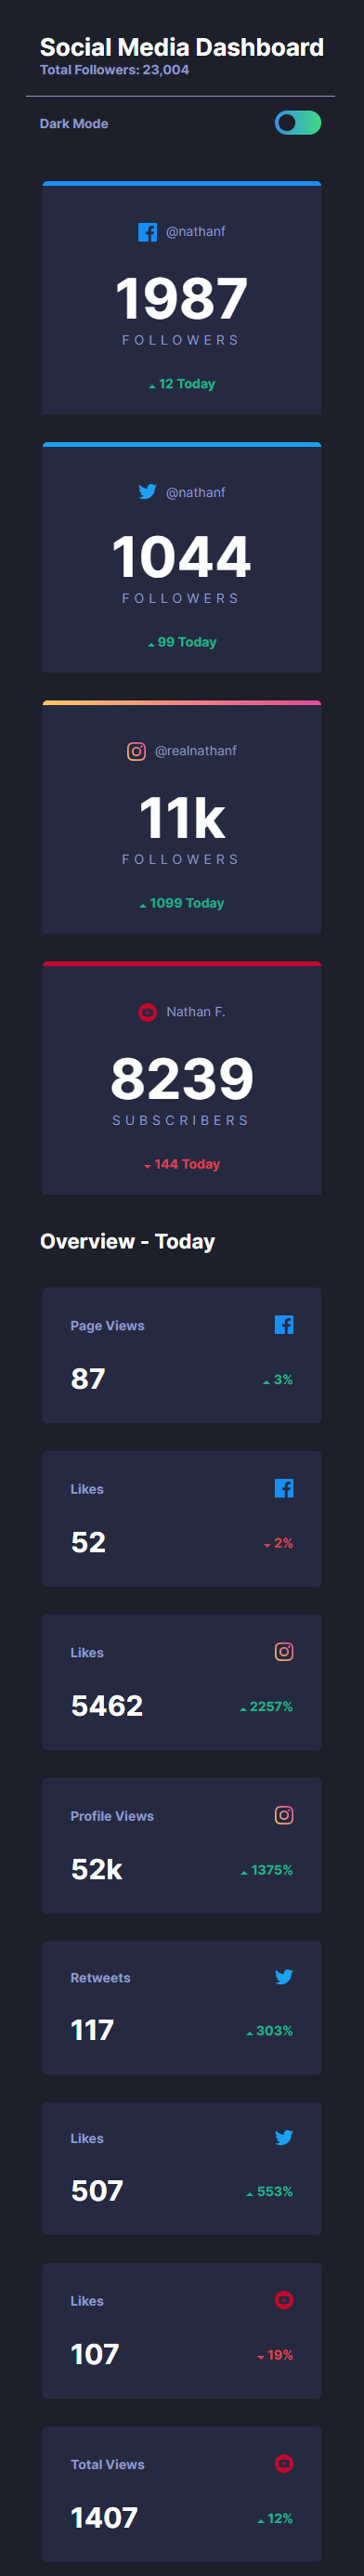 Social Media Dashboard
Total Followers: 23,004
Dark Mode
@nathanf
1987
FOLLOWERS
12 Today
@nathanf
1044
FOLLOWERS
99 Today
@realnathanf
11k
FOLLOWERS
1099 Today
Nathan F.
8239
SUBSCRIBERS
144 Today
Overview - Today
Page Views
87
3%
Likes
52
2%
Likes
5462
2257%
Profile Views
52k
1375%
Retweets
117
303%
Likes
507
553%
Likes
107
19%
Total Views
1407
12%